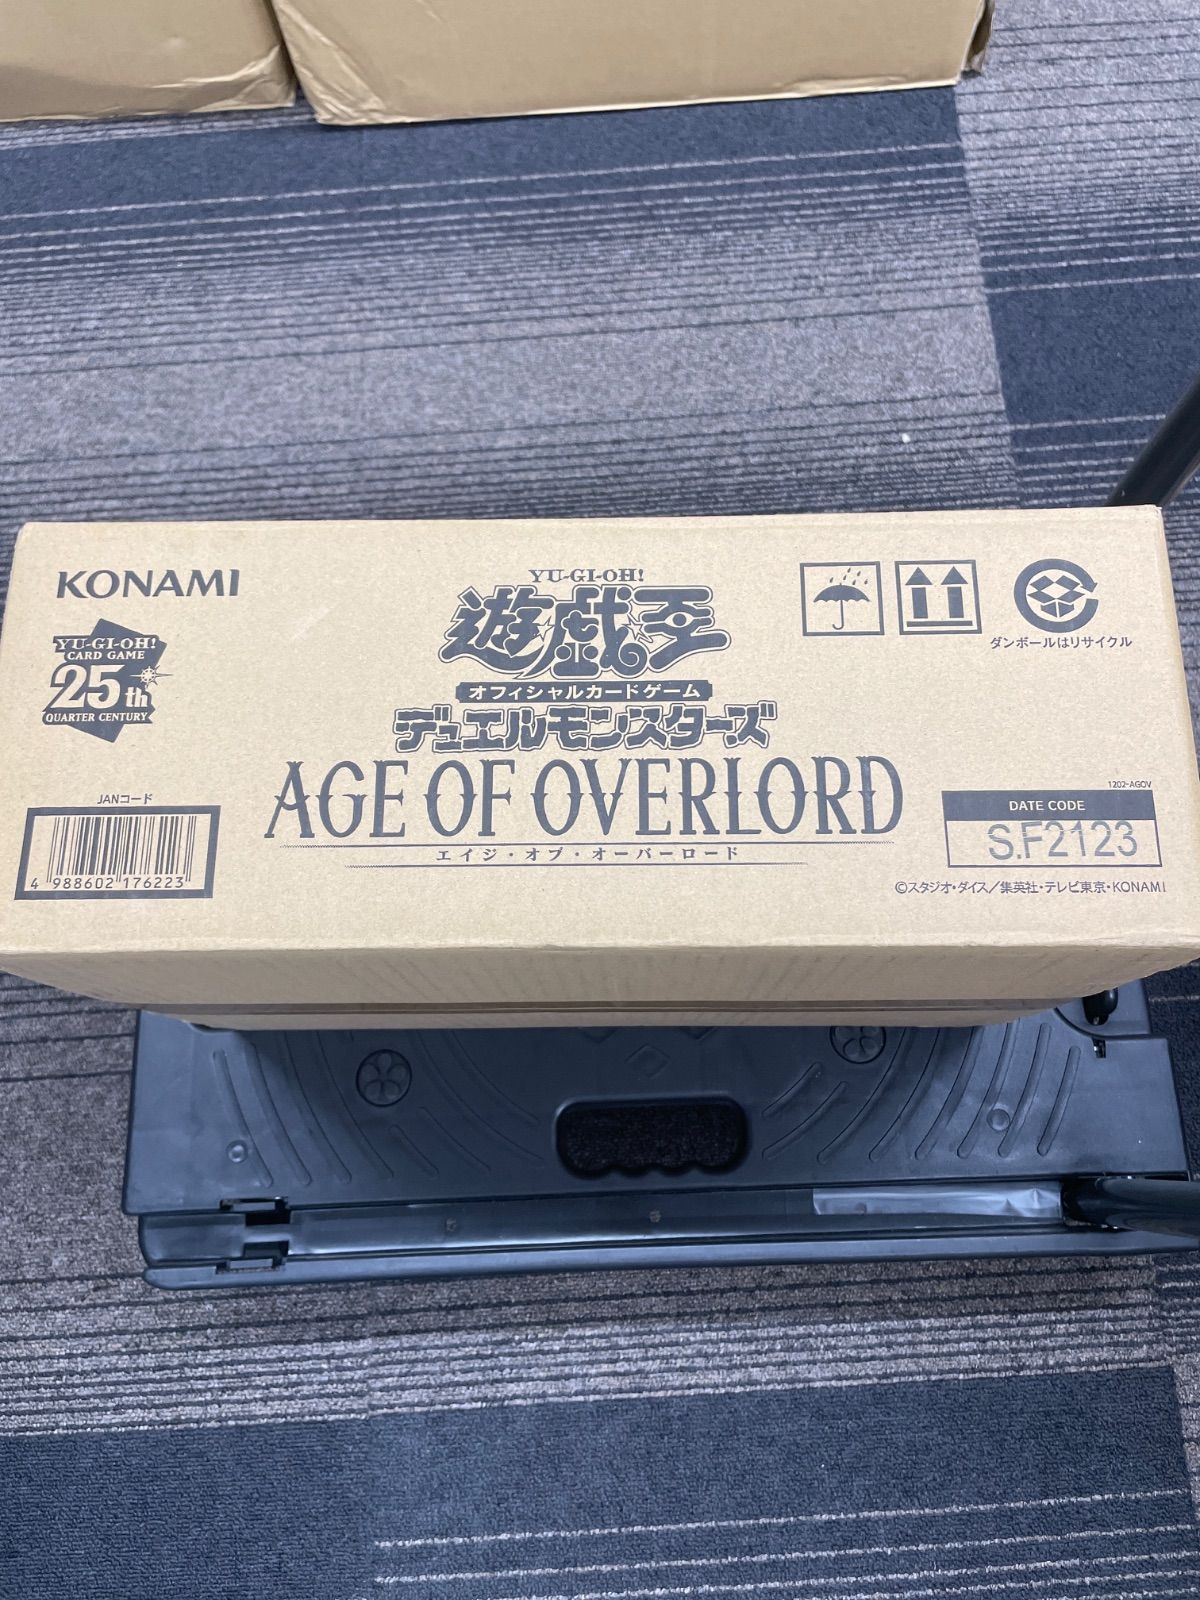 KONAMI
YU-GI-OH!
CARD GAME
25th
QUARTER CENTURY
YU-GI-OH!
遊☆戯☆王
オフィシャルカードゲーム
デュエルモンスターズ
AGE OF OVERLORD
エイジ・オブ・オーバーロード
ダンボールはリサイクル
JANコード
4 988602 176223
1202-AGOV
DATE CODE
S.F2123
©スタジオ・ダイス/集英社・テレビ東京・KONAMI